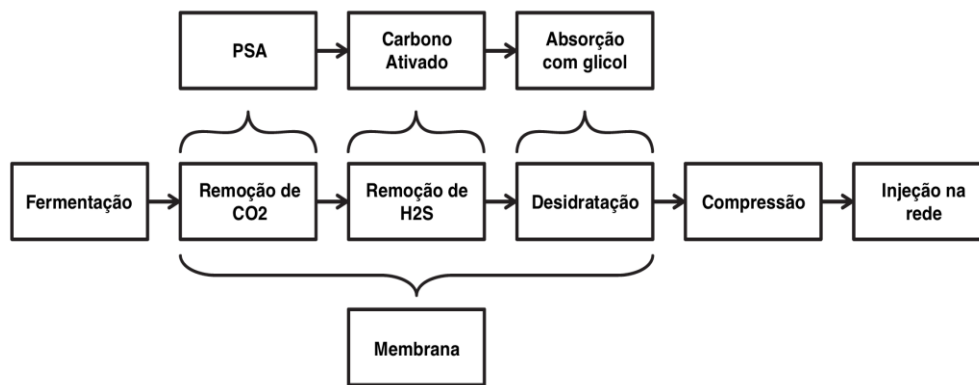 PSA
Carbono
Ativado
Absorção
com glicol
Fermentação
Remoção de
CO2
Remoção de
H2S
Desidratação
Compressão
Injeção na
rede
Membrana